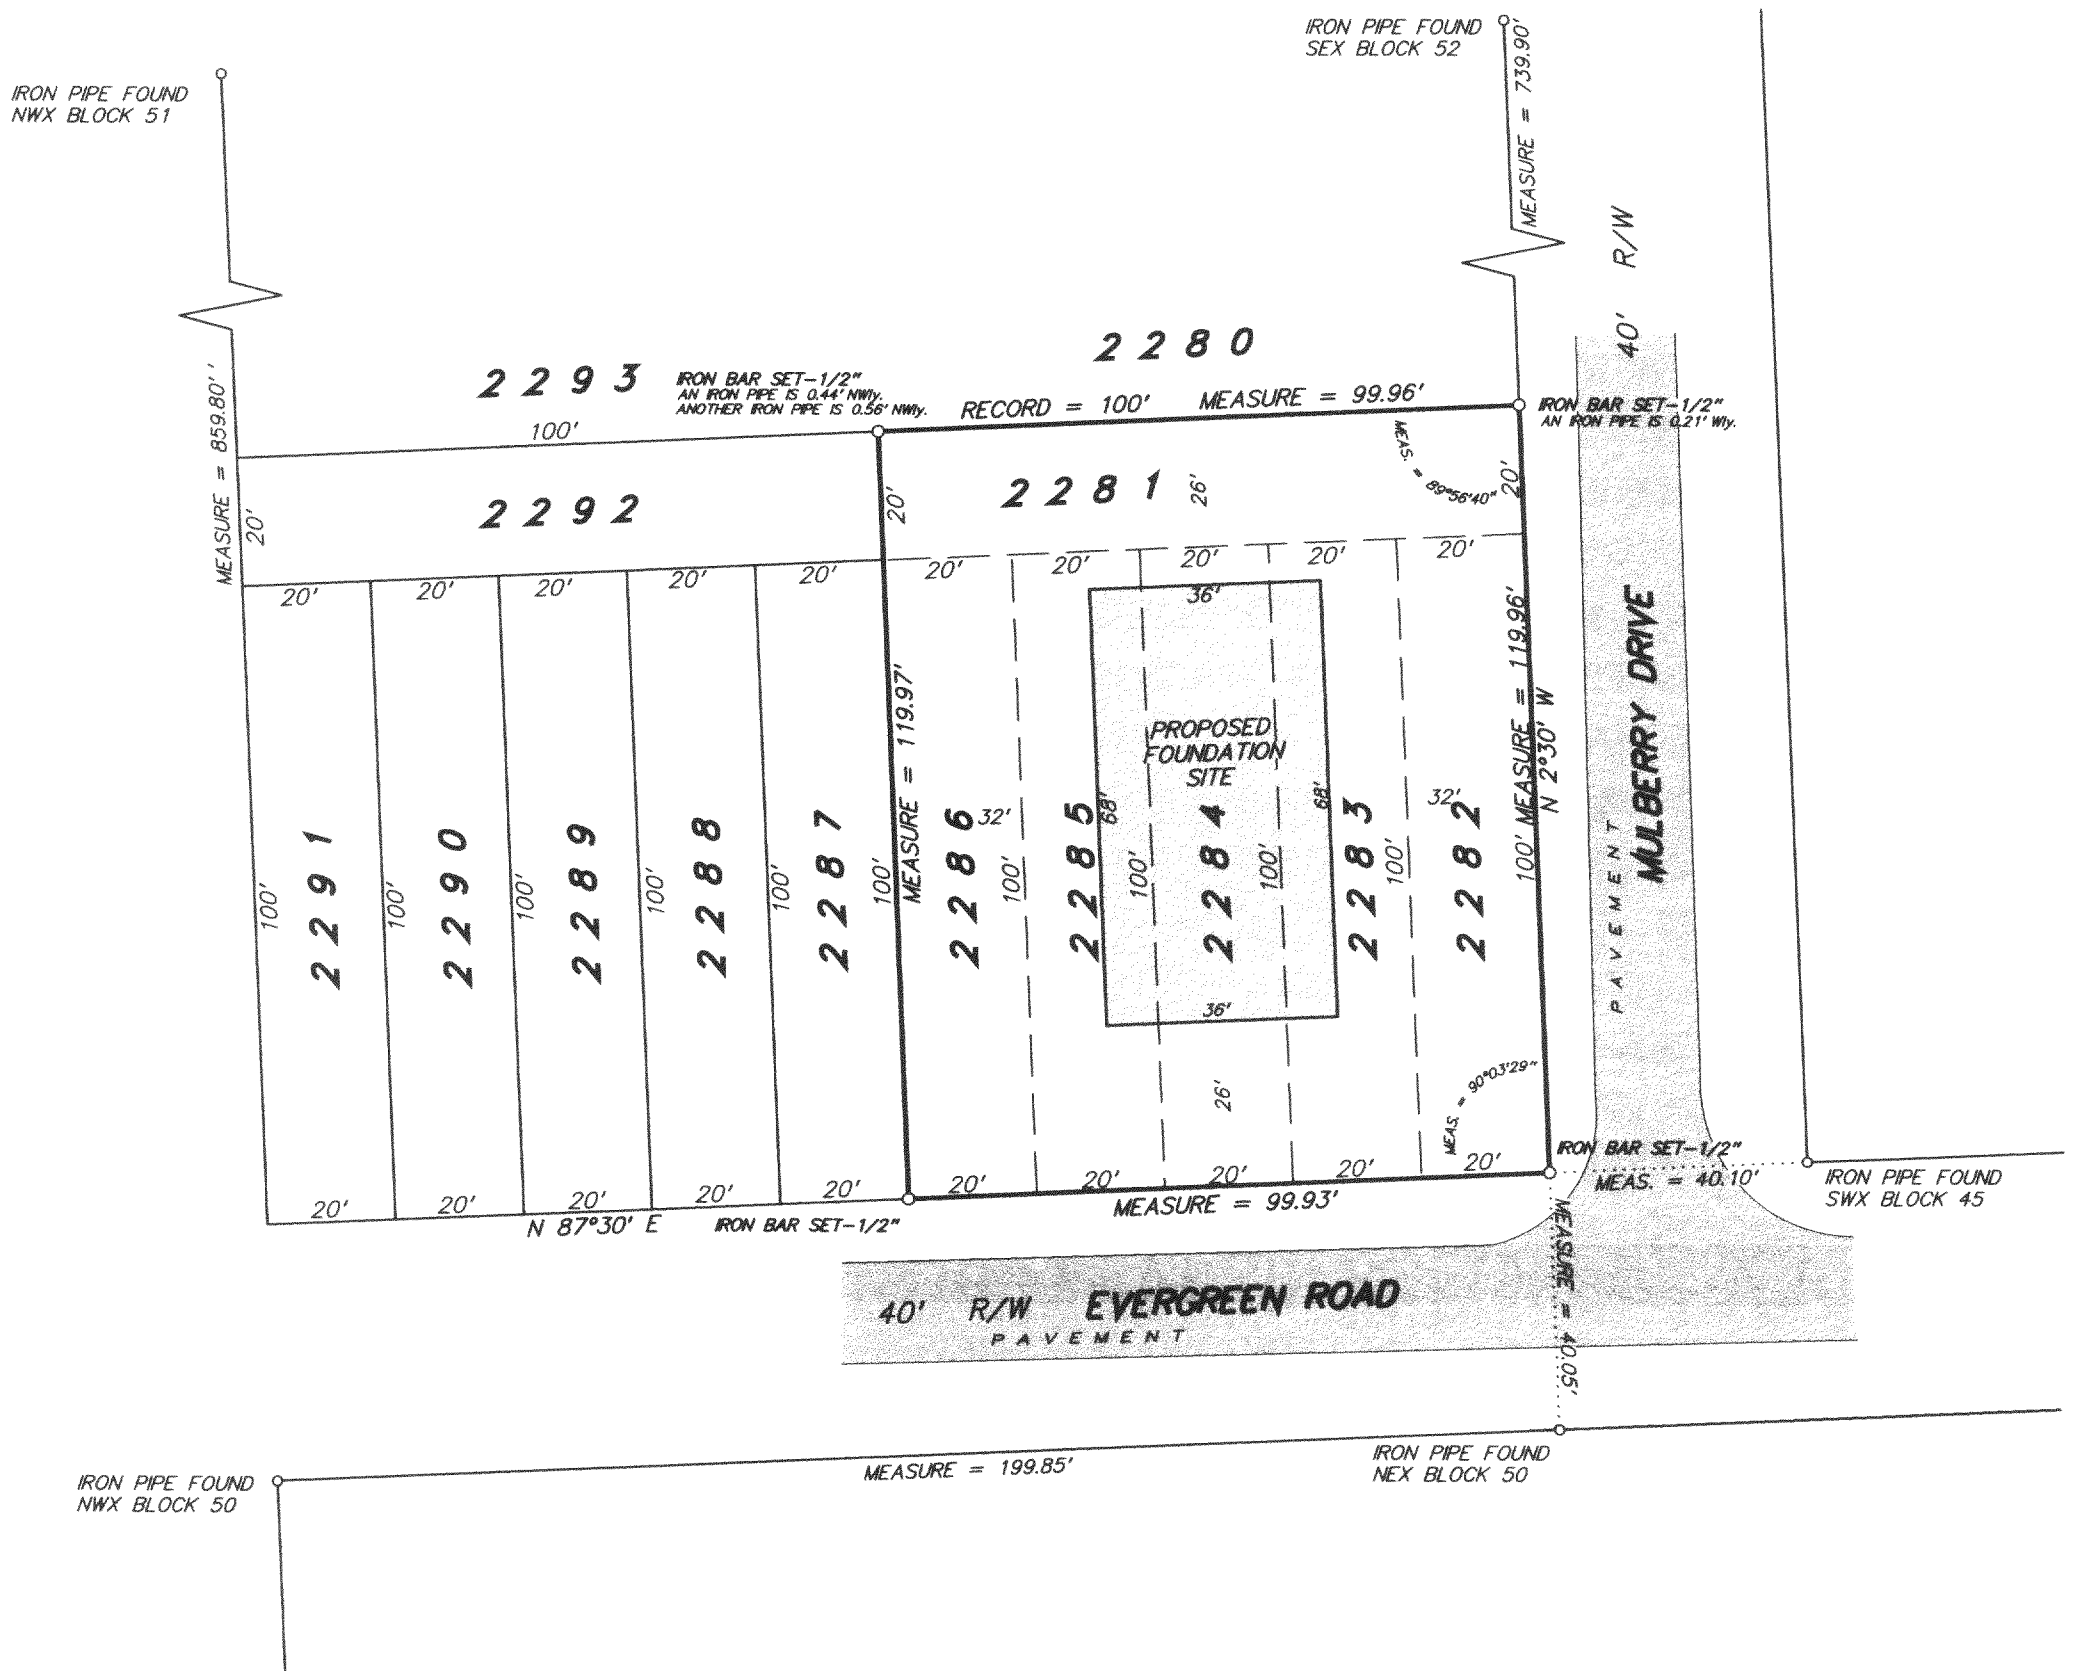 IRON PIPE FOUND
SEX BLOCK 52
MEASURE = 739.90'
IRON PIPE FOUND
NWX BLOCK 51
40' R/W
2280
2293
IRON BAR SET-1/2"
AN IRON PIPE IS 0.44' NWly.
ANOTHER IRON PIPE IS 0.56' NWly.
RECORD = 100'
MEASURE = 99.96'
IRON BAR SET-1/2"
AN IRON PIPE IS 0.21' Wly.
MEASURE = 859.80''
100'
MEAS. = 89°56'40"
20'
2292
20'
2281
26'
20'
20'
20'
20'
20'
20'
20'
20'
20'
20'
20'
36'
MEASURE = 119.97'
PROPOSED
FOUNDATION
SITE
100' MEASURE = 119.96'
N 2°30' W
MULBERRY DRIVE
PAVEMENT
32'
68'
68'
32'
2291
2290
2289
2288
2287
2286
2285
2284
2283
2282
100'
100'
100'
100'
100'
100'
100'
100'
100'
100'
36'
26'
MEAS. = 90°03'29"
IRON BAR SET-1/2"
MEAS. = 40.10'
IRON PIPE FOUND
SWX BLOCK 45
20'
20'
20'
20'
20'
20'
20'
20'
20'
20'
N 87°30' E
IRON BAR SET-1/2"
MEASURE = 99.93'
MEASURE = 40.05'
40' R/W EVERGREEN ROAD
PAVEMENT
IRON PIPE FOUND
NWX BLOCK 50
MEASURE = 199.85'
IRON PIPE FOUND
NEX BLOCK 50